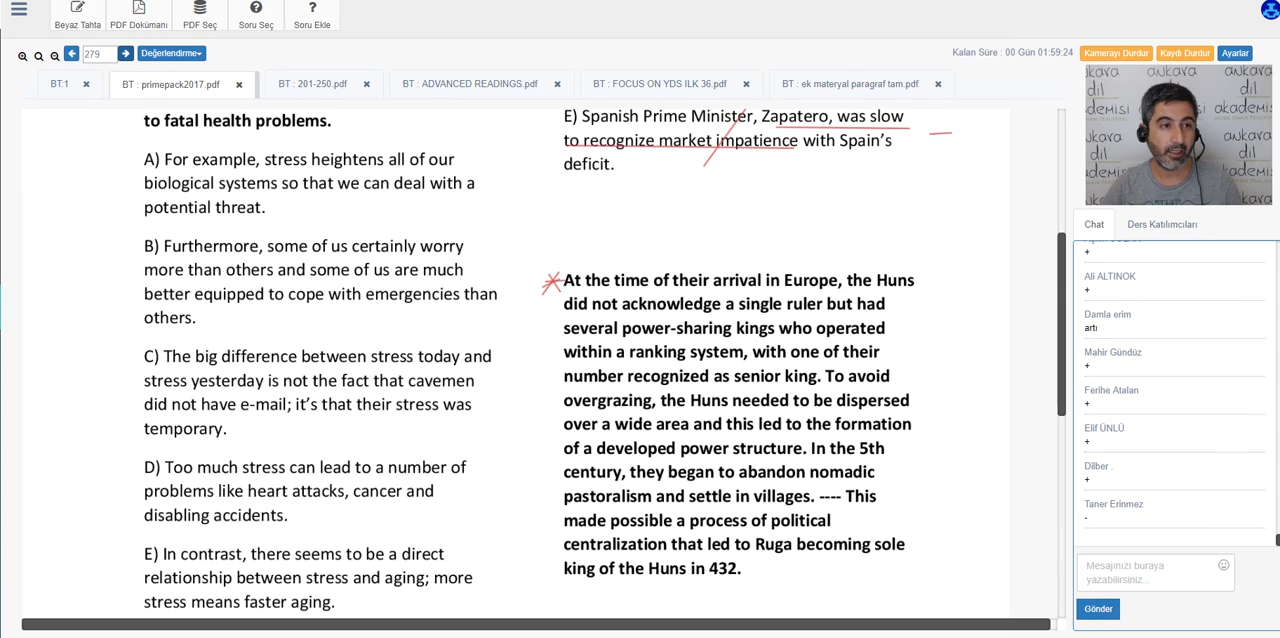 Beyaz Tahta
PDF Dokümanı
PDF Seç
Soru Seç
Soru Ekle
279
Değerlendirme
Kalan Süre : 00 Gün 01:59:24
Kamerayı Durdur
Kaydı Durdur
Ayarlar
BT:1
BT : primepack2017.pdf
BT : 201-250.pdf
BT : ADVANCED READINGS.pdf
BT : FOCUS ON YDS ILK 36.pdf
BT : ek materyal paragraf tam.pdf
to fatal health problems.
A) For example, stress heightens all of our
biological systems so that we can deal with a
potential threat.
B) Furthermore, some of us certainly worry
more than others and some of us are much
better equipped to cope with emergencies than
others.
C) The big difference between stress today and
stress yesterday is not the fact that cavemen
did not have e-mail; it’s that their stress was
temporary.
D) Too much stress can lead to a number of
problems like heart attacks, cancer and
disabling accidents.
E) In contrast, there seems to be a direct
relationship between stress and aging; more
stress means faster aging.
E) Spanish Prime Minister, Zapatero, was slow
to recognize market impatience with Spain’s
deficit.
At the time of their arrival in Europe, the Huns
did not acknowledge a single ruler but had
several power-sharing kings who operated
within a ranking system, with one of their
number recognized as senior king. To avoid
overgrazing, the Huns needed to be dispersed
over a wide area and this led to the formation
of a developed power structure. In the 5th
century, they began to abandon nomadic
pastoralism and settle in villages. ---- This
made possible a process of political
centralization that led to Ruga becoming sole
king of the Huns in 432.
ankara
dil
akademisi
Chat
Ders Katılımcıları
+
Ali ALTINOK
+
Damla erim
artı
Mahir Gündüz
+
Ferihe Atalan
+
Elif ÜNLÜ
+
Dilber .
+
Taner Erinmez
-
Mesajınızı buraya
yazabilirsiniz...
Gönder